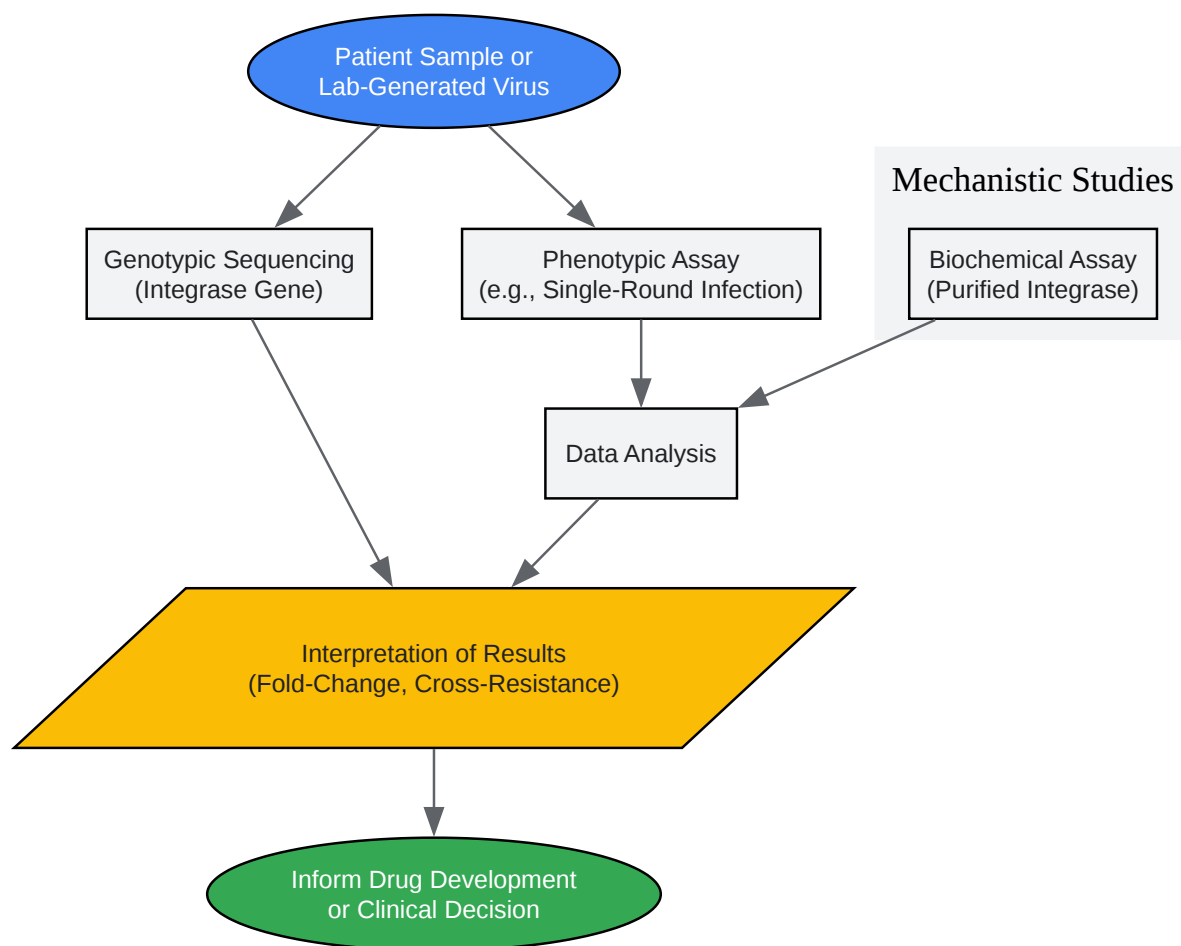 Patient Sample or
Lab-Generated Virus
Mechanistic Studies
Genotypic Sequencing
(Integrase Gene)
Phenotypic Assay
(e.g., Single-Round Infection)
Biochemical Assay
(Purified Integrase)
Data Analysis
Interpretation of Results
(Fold-Change, Cross-Resistance)
Inform Drug Development
or Clinical Decision